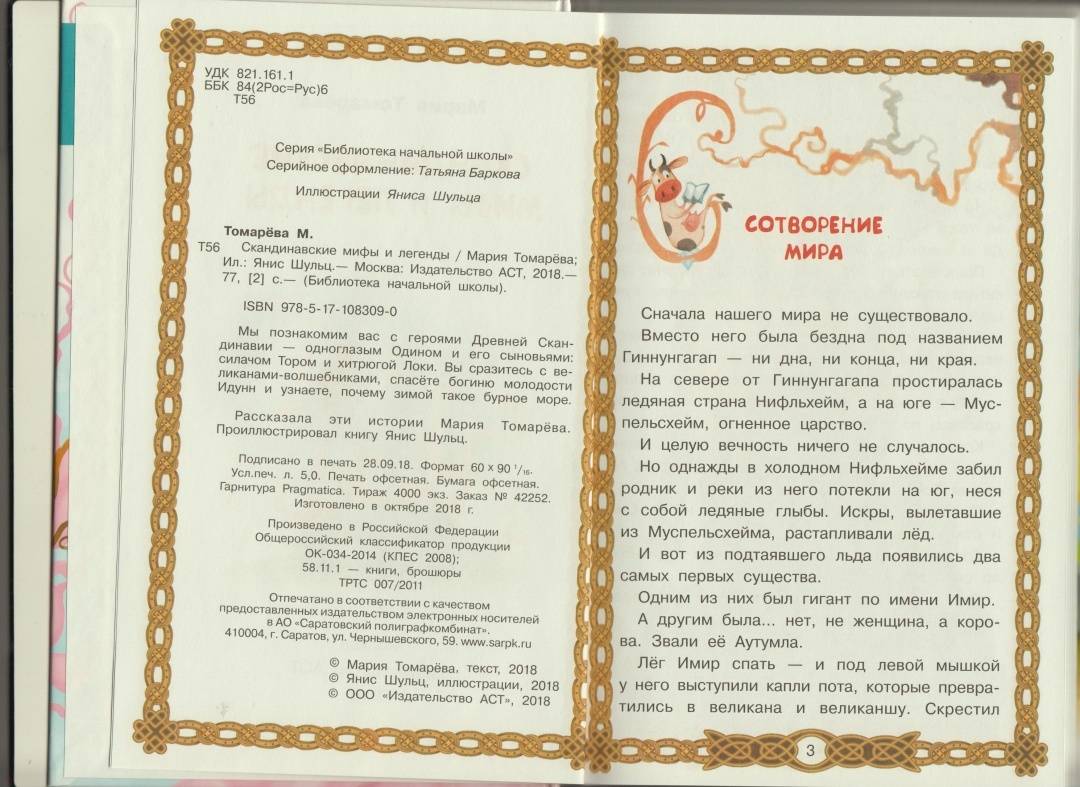 УДК 821.161.1
ББК 84(2Рос=Рус)6
Т56
Серия «Библиотека начальной школы»
Серийное оформление: Татьяна Баркова
Иллюстрации Яниса Шульца
Томарёва М.
Т56 Скандинавские мифы и легенды / Мария Томарёва;
Ил.: Янис Шульц.— Москва: Издательство АСТ, 2018.—
77, [2] с.— (Библиотека начальной школы).
ISBN 978-5-17-108309-0
Мы познакомим вас с героями Древней Скан-
динавии — одноглазым Одином и его сыновьями:
силачом Тором и хитрюгой Локи. Вы сразитесь с ве-
ликанами-волшебниками, спасёте богиню молодости
Идунн и узнаете, почему зимой такое бурное море.
Рассказала эти истории Мария Томарёва.
Проиллюстрировал книгу Янис Шульц.
Подписано в печать 28.09.18. Формат 60 х 90 1/16.
Усл.печ. л. 5,0. Печать офсетная. Бумага офсетная.
Гарнитура Pragmatica. Тираж 4000 экз. Заказ № 42252.
Изготовлено в октябре 2018 г.
Произведено в Российской Федерации
Общероссийский классификатор продукции
ОК-034-2014 (КПЕС 2008);
58.11.1 — книги, брошюры
ТРТС 007/2011
Отпечатано в соответствии с качеством
предоставленных издательством электронных носителей
в АО «Саратовский полиграфкомбинат».
410004, г. Саратов, ул. Чернышевского, 59. www.sarpk.ru
© Мария Томарёва, текст, 2018
© Янис Шульц, иллюстрации, 2018
© ООО «Издательство АСТ», 2018
СОТВОРЕНИЕ
МИРА
Сначала нашего мира не существовало.
Вместо него была бездна под названием
Гиннунгагап — ни дна, ни конца, ни края.
На севере от Гиннунгагапа простиралась
ледяная страна Нифльхейм, а на юге — Мус-
пельсхейм, огненное царство.
И целую вечность ничего не случалось.
Но однажды в холодном Нифльхейме забил
родник и реки из него потекли на юг, неся
с собой ледяные глыбы. Искры, вылетавшие
из Муспельсхейма, растапливали лёд.
И вот из подтаявшего льда появились два
самых первых существа.
Одним из них был гигант по имени Имир.
А другим была... нет, не женщина, а коро-
ва. Звали её Аутумла.
Лёг Имир спать — и под левой мышкой
у него выступили капли пота, которые превра-
тились в великана и великаншу. Скрестил
3